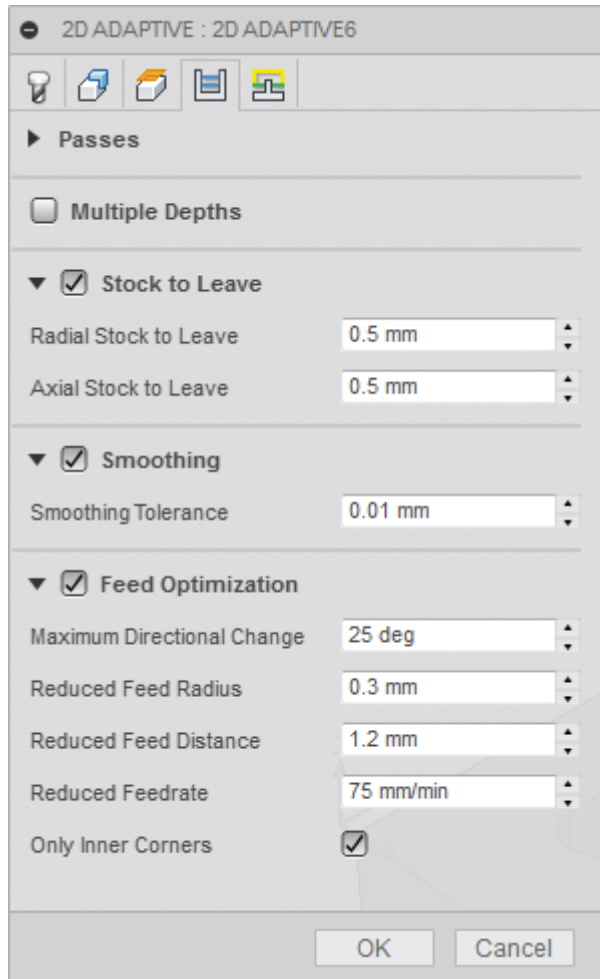 2D ADAPTIVE : 2D ADAPTIVE6
Passes
Multiple Depths
Stock to Leave
Radial Stock to Leave 0.5 mm
Axial Stock to Leave 0.5 mm
Smoothing
Smoothing Tolerance 0.01 mm
Feed Optimization
Maximum Directional Change 25 deg
Reduced Feed Radius 0.3 mm
Reduced Feed Distance 1.2 mm
Reduced Feedrate 75 mm/min
Only Inner Corners
OK Cancel